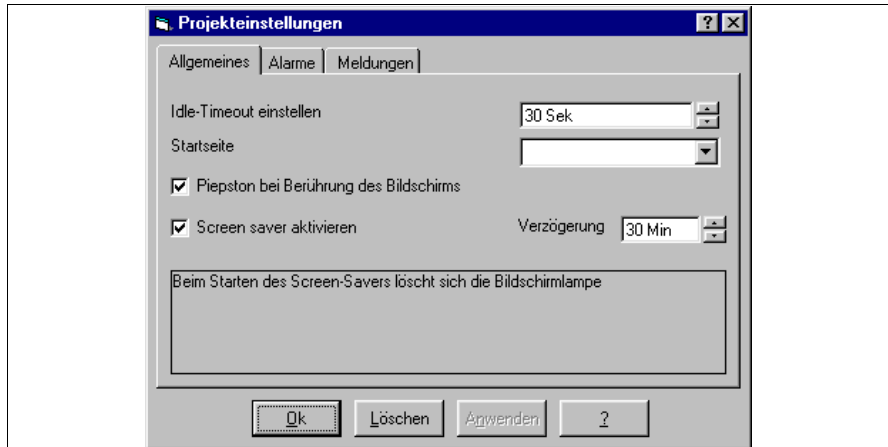 Projekteinstellungen
Allgemeines Alarme Meldungen
Idle-Timeout einstellen 30 Sek
Startseite
Piepston bei Berührung des Bildschirms
Screen saver aktivieren Verzögerung 30 Min
Beim Starten des Screen-Savers löscht sich die Bildschirmlampe
Ok Löschen Anwenden ?